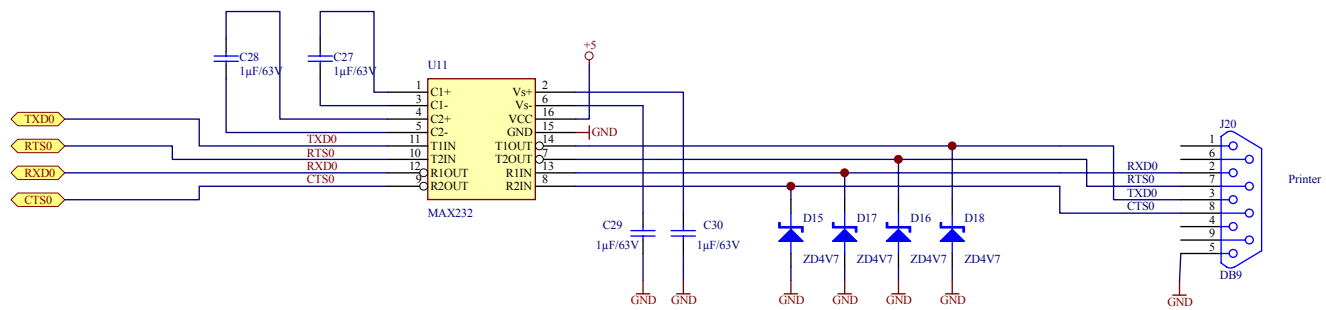 C28
1µF/63V
C27
1µF/63V
+5
U11
1 C1+ Vs+ 2
3 C1- Vs- 6
4 C2+ VCC 16
5 C2- GND 15 GND
TXD0 TXD0 11 T1IN T1OUT 14
RTS0 RTS0 10 T2IN T2OUT 7
RXD0 RXD0 12 R1OUT R1IN 13
CTS0 CTS0 9 R2OUT R2IN 8
MAX232
C29
1µF/63V
GND
C30
1µF/63V
GND
D15
ZD4V7
GND
D17
ZD4V7
GND
D16
ZD4V7
GND
D18
ZD4V7
GND
J20
1
6
RXD0 2
RTS0 7
TXD0 3
CTS0 8
4
9
5
DB9
GND
Printer